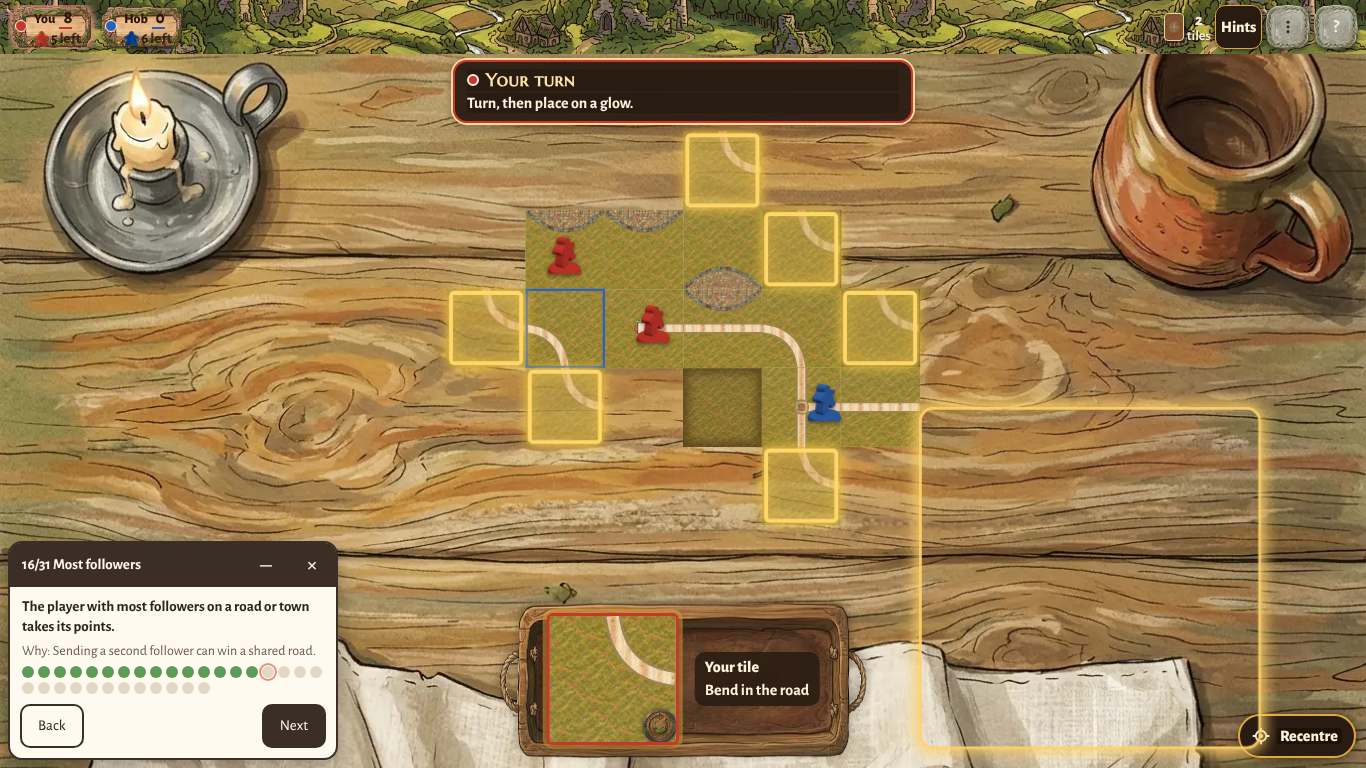 You 8
5 left
Hob 0
6 left
2
tiles
Hints
?
Your turn
Turn, then place on a glow.
16/31 Most followers
The player with most followers on a road or town
takes its points.
Why: Sending a second follower can win a shared road.
Back
Next
Your tile
Bend in the road
Recentre